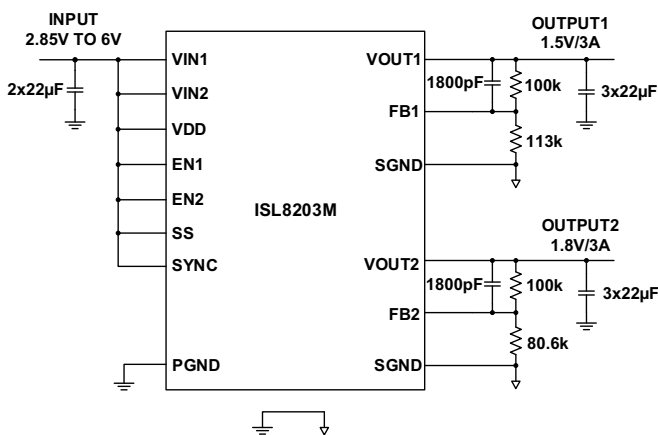 INPUT
2.85V TO 6V
2x22µF
VIN1
VIN2
VDD
EN1
EN2
SS
SYNC
PGND
ISL8203M
VOUT1
FB1
SGND
VOUT2
FB2
SGND
OUTPUT1
1.5V/3A
1800pF
100k
3x22µF
113k
OUTPUT2
1.8V/3A
1800pF
100k
3x22µF
80.6k